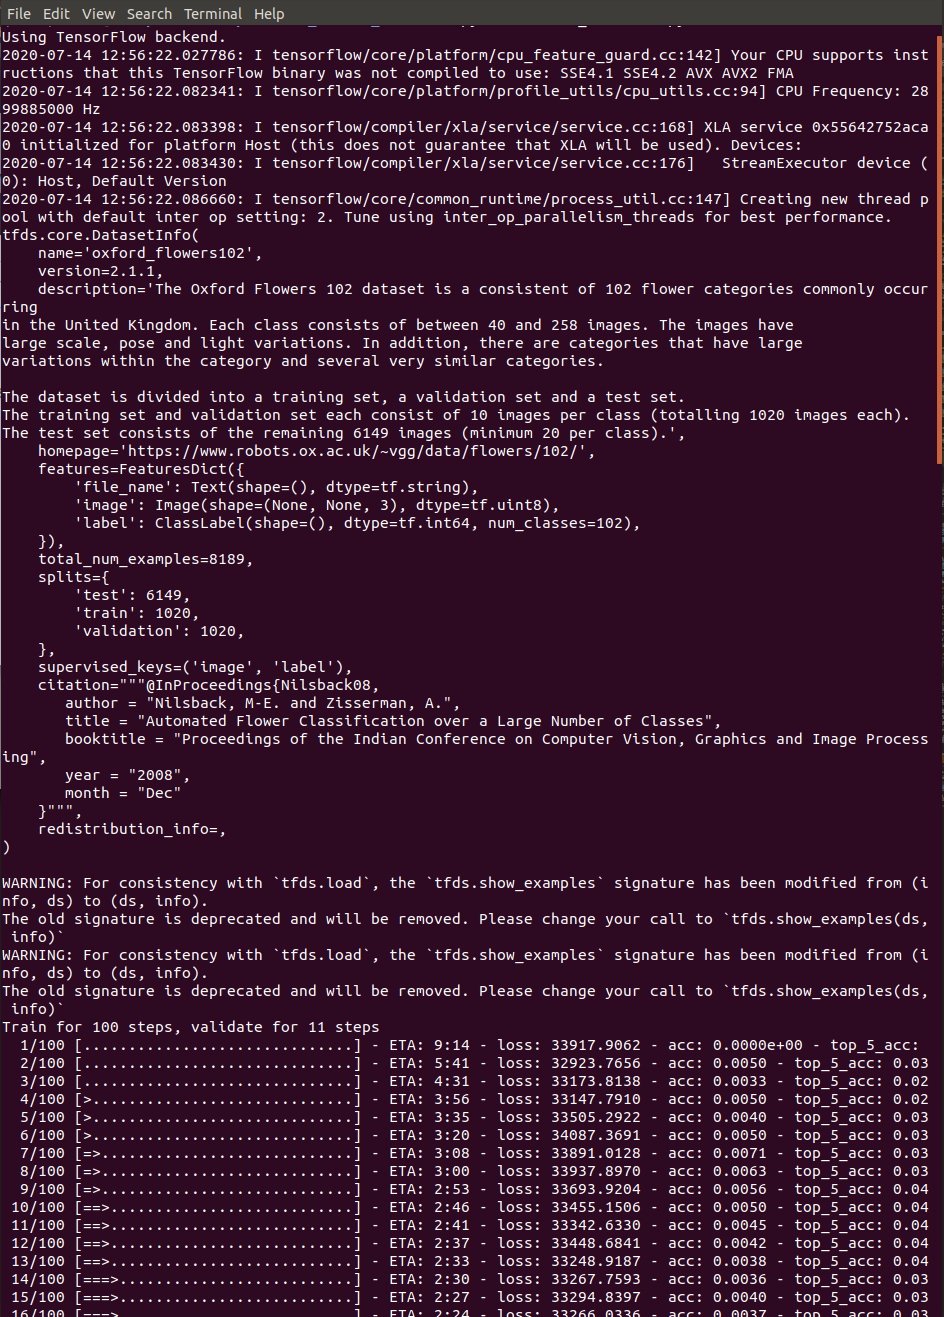 File Edit View Search Terminal Help
Using TensorFlow backend.
2020-07-14 12:56:22.027786: I tensorflow/core/platform/cpu_feature_guard.cc:142] Your CPU supports inst
ructions that this TensorFlow binary was not compiled to use: SSE4.1 SSE4.2 AVX AVX2 FMA
2020-07-14 12:56:22.082341: I tensorflow/core/platform/profile_utils/cpu_utils.cc:94] CPU Frequency: 28
99885000 Hz
2020-07-14 12:56:22.083398: I tensorflow/compiler/xla/service/service.cc:168] XLA service 0x55642752aca
0 initialized for platform Host (this does not guarantee that XLA will be used). Devices:
2020-07-14 12:56:22.083430: I tensorflow/compiler/xla/service/service.cc:176]   StreamExecutor device (
0): Host, Default Version
2020-07-14 12:56:22.086660: I tensorflow/core/common_runtime/process_util.cc:147] Creating new thread p
ool with default inter op setting: 2. Tune using inter_op_parallelism_threads for best performance.
tfds.core.DatasetInfo(
    name='oxford_flowers102',
    version=2.1.1,
    description='The Oxford Flowers 102 dataset is a consistent of 102 flower categories commonly occur
ring
in the United Kingdom. Each class consists of between 40 and 258 images. The images have
large scale, pose and light variations. In addition, there are categories that have large
variations within the category and several very similar categories.

The dataset is divided into a training set, a validation set and a test set.
The training set and validation set each consist of 10 images per class (totalling 1020 images each).
The test set consists of the remaining 6149 images (minimum 20 per class).',
    homepage='https://www.robots.ox.ac.uk/~vgg/data/flowers/102/',
    features=FeaturesDict({
        'file_name': Text(shape=(), dtype=tf.string),
        'image': Image(shape=(None, None, 3), dtype=tf.uint8),
        'label': ClassLabel(shape=(), dtype=tf.int64, num_classes=102),
    }),
    total_num_examples=8189,
    splits={
        'test': 6149,
        'train': 1020,
        'validation': 1020,
    },
    supervised_keys=('image', 'label'),
    citation="""@InProceedings{Nilsback08,
       author = "Nilsback, M-E. and Zisserman, A.",
       title = "Automated Flower Classification over a Large Number of Classes",
       booktitle = "Proceedings of the Indian Conference on Computer Vision, Graphics and Image Process
ing",
       year = "2008",
       month = "Dec"
    }""",
    redistribution_info=,
)

WARNING: For consistency with `tfds.load`, the `tfds.show_examples` signature has been modified from (i
nfo, ds) to (ds, info).
The old signature is deprecated and will be removed. Please change your call to `tfds.show_examples(ds,
 info)`
WARNING: For consistency with `tfds.load`, the `tfds.show_examples` signature has been modified from (i
nfo, ds) to (ds, info).
The old signature is deprecated and will be removed. Please change your call to `tfds.show_examples(ds,
 info)`
Train for 100 steps, validate for 11 steps
  1/100 [..............................] - ETA: 9:14 - loss: 33917.9062 - acc: 0.0000e+00 - top_5_acc:
  2/100 [..............................] - ETA: 5:41 - loss: 32923.7656 - acc: 0.0050 - top_5_acc: 0.03
  3/100 [..............................] - ETA: 4:31 - loss: 33173.8138 - acc: 0.0033 - top_5_acc: 0.02
  4/100 [>.............................] - ETA: 3:56 - loss: 33147.7910 - acc: 0.0050 - top_5_acc: 0.02
  5/100 [>.............................] - ETA: 3:35 - loss: 33505.2922 - acc: 0.0040 - top_5_acc: 0.03
  6/100 [>.............................] - ETA: 3:20 - loss: 34087.3691 - acc: 0.0050 - top_5_acc: 0.03
  7/100 [=>............................] - ETA: 3:08 - loss: 33891.0128 - acc: 0.0071 - top_5_acc: 0.03
  8/100 [=>............................] - ETA: 3:00 - loss: 33937.8970 - acc: 0.0063 - top_5_acc: 0.03
  9/100 [=>............................] - ETA: 2:53 - loss: 33693.9204 - acc: 0.0056 - top_5_acc: 0.04
 10/100 [==>...........................] - ETA: 2:46 - loss: 33455.1506 - acc: 0.0050 - top_5_acc: 0.04
 11/100 [==>...........................] - ETA: 2:41 - loss: 33342.6330 - acc: 0.0045 - top_5_acc: 0.04
 12/100 [==>...........................] - ETA: 2:37 - loss: 33448.6841 - acc: 0.0042 - top_5_acc: 0.04
 13/100 [==>...........................] - ETA: 2:33 - loss: 33248.9187 - acc: 0.0038 - top_5_acc: 0.04
 14/100 [===>..........................] - ETA: 2:30 - loss: 33267.7593 - acc: 0.0036 - top_5_acc: 0.03
 15/100 [===>..........................] - ETA: 2:27 - loss: 33294.8397 - acc: 0.0040 - top_5_acc: 0.03
 16/100 [===>..........................] - ETA: 2:24 - loss: 33266.0336 - acc: 0.0037 - top_5_acc: 0.03